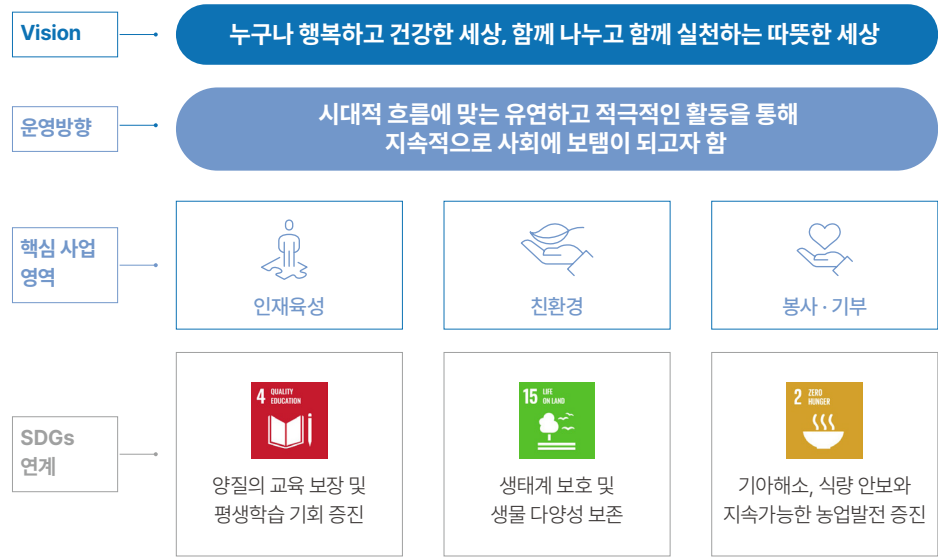 Vision
누구나 행복하고 건강한 세상, 함께 나누고 함께 실천하는 따뜻한 세상
운영방향
시대적 흐름에 맞는 유연하고 적극적인 활동을 통해
지속적으로 사회에 보탬이 되고자 함
핵심 사업
영역
인재육성
친환경
봉사 · 기부
SDGs
연계
4 QUALITY
EDUCATION
양질의 교육 보장 및
평생학습 기회 증진
15 LIFE
ON LAND
생태계 보호 및
생물 다양성 보존
2 ZERO
HUNGER
기아해소, 식량 안보와
지속가능한 농업발전 증진